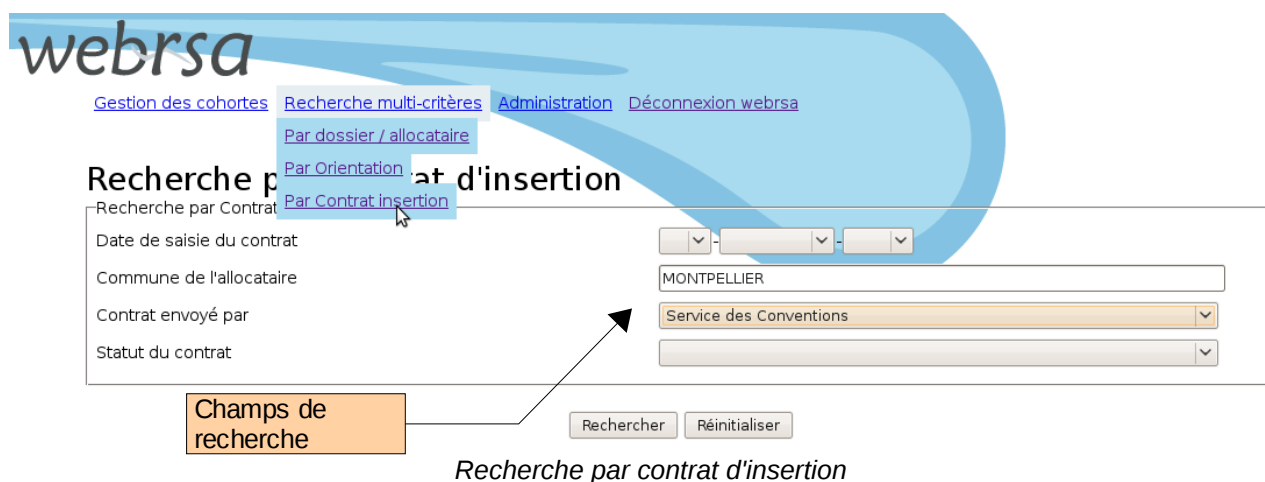 webrsa
Gestion des cohortes Recherche multi-critères Administration Déconnexion webrsa
Par dossier / allocataire
Par Orientation
Par Contrat insertion
Recherche p at d'insertion
Recherche par Contrat
Date de saisie du contrat - -
Commune de l'allocataire MONTPELLIER
Contrat envoyé par Service des Conventions
Statut du contrat
Champs de
recherche
Rechercher Réinitialiser
Recherche par contrat d'insertion